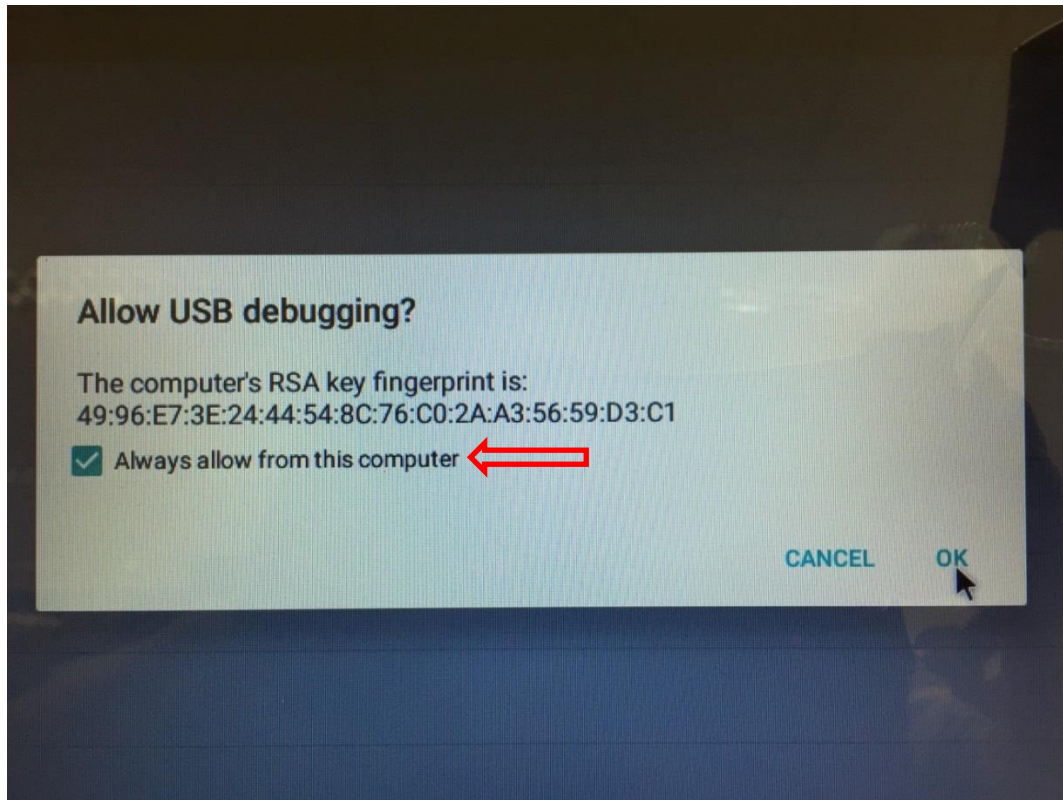 Allow USB debugging?
The computer's RSA key fingerprint is:
49:96:E7:3E:24:44:54:8C:76:C0:2A:A3:56:59:D3:C1
Always allow from this computer
CANCEL OK